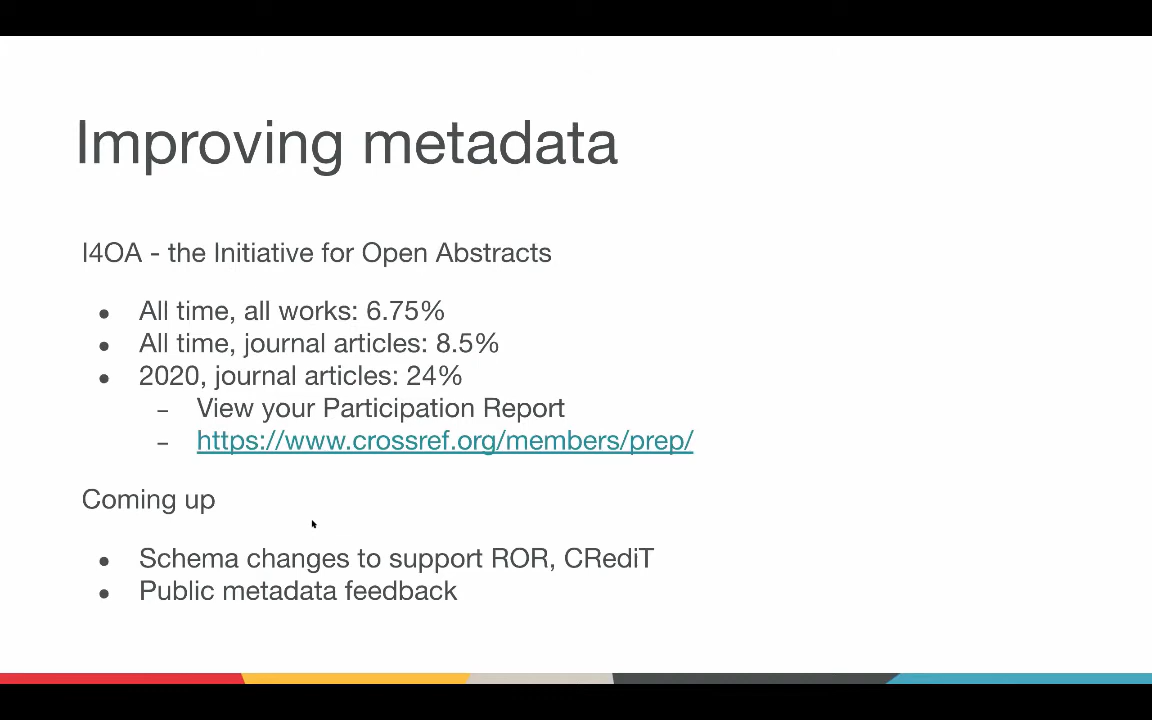 Improving metadata
I4OA - the Initiative for Open Abstracts
● All time, all works: 6.75%
● All time, journal articles: 8.5%
● 2020, journal articles: 24%
– View your Participation Report
– https://www.crossref.org/members/prep/
Coming up
● Schema changes to support ROR, CRediT
● Public metadata feedback